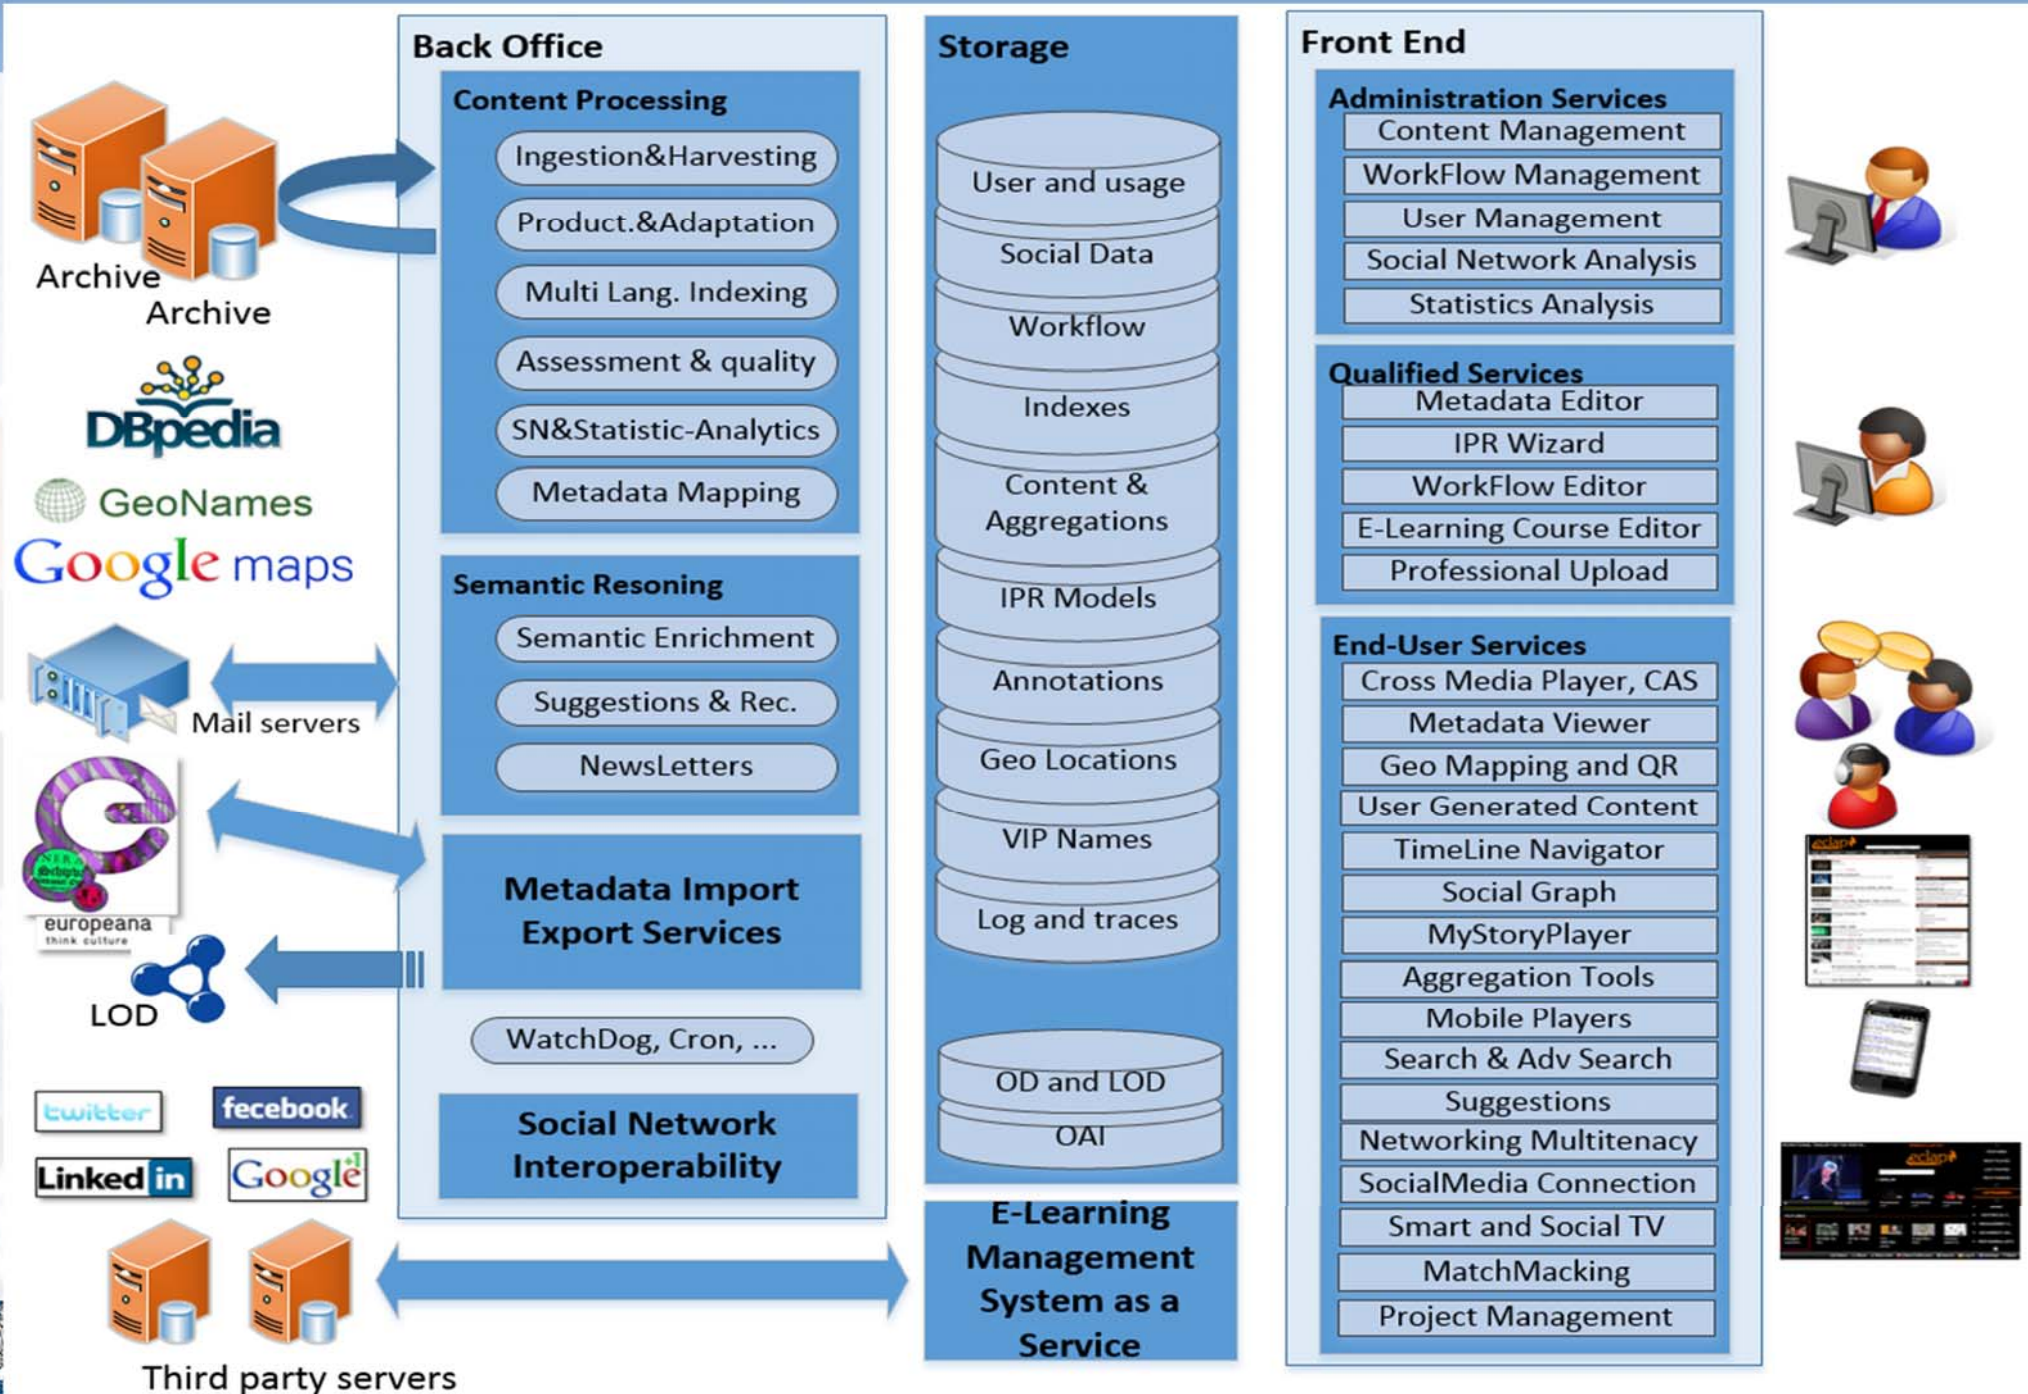 Archive
Archive
DBpedia
GeoNames
Google maps
Mail servers
europeana
think culture
LOD
twitter
fecebook
Linked in
Google +1
Third party servers
Back Office
Content Processing
Ingestion&Harvesting
Product.&Adaptation
Multi Lang. Indexing
Assessment & quality
SN&Statistic-Analytics
Metadata Mapping
Semantic Resoning
Semantic Enrichment
Suggestions & Rec.
NewsLetters
Metadata Import
Export Services
WatchDog, Cron, ...
Social Network
Interoperability
Storage
User and usage
Social Data
Workflow
Indexes
Content &
Aggregations
IPR Models
Annotations
Geo Locations
VIP Names
Log and traces
OD and LOD
OAI
E-Learning
Management
System as a
Service
Front End
Administration Services
Content Management
WorkFlow Management
User Management
Social Network Analysis
Statistics Analysis
Qualified Services
Metadata Editor
IPR Wizard
WorkFlow Editor
E-Learning Course Editor
Professional Upload
End-User Services
Cross Media Player, CAS
Metadata Viewer
Geo Mapping and QR
User Generated Content
TimeLine Navigator
Social Graph
MyStoryPlayer
Aggregation Tools
Mobile Players
Search & Adv Search
Suggestions
Networking Multitenacy
SocialMedia Connection
Smart and Social TV
MatchMacking
Project Management
eclap
eclap